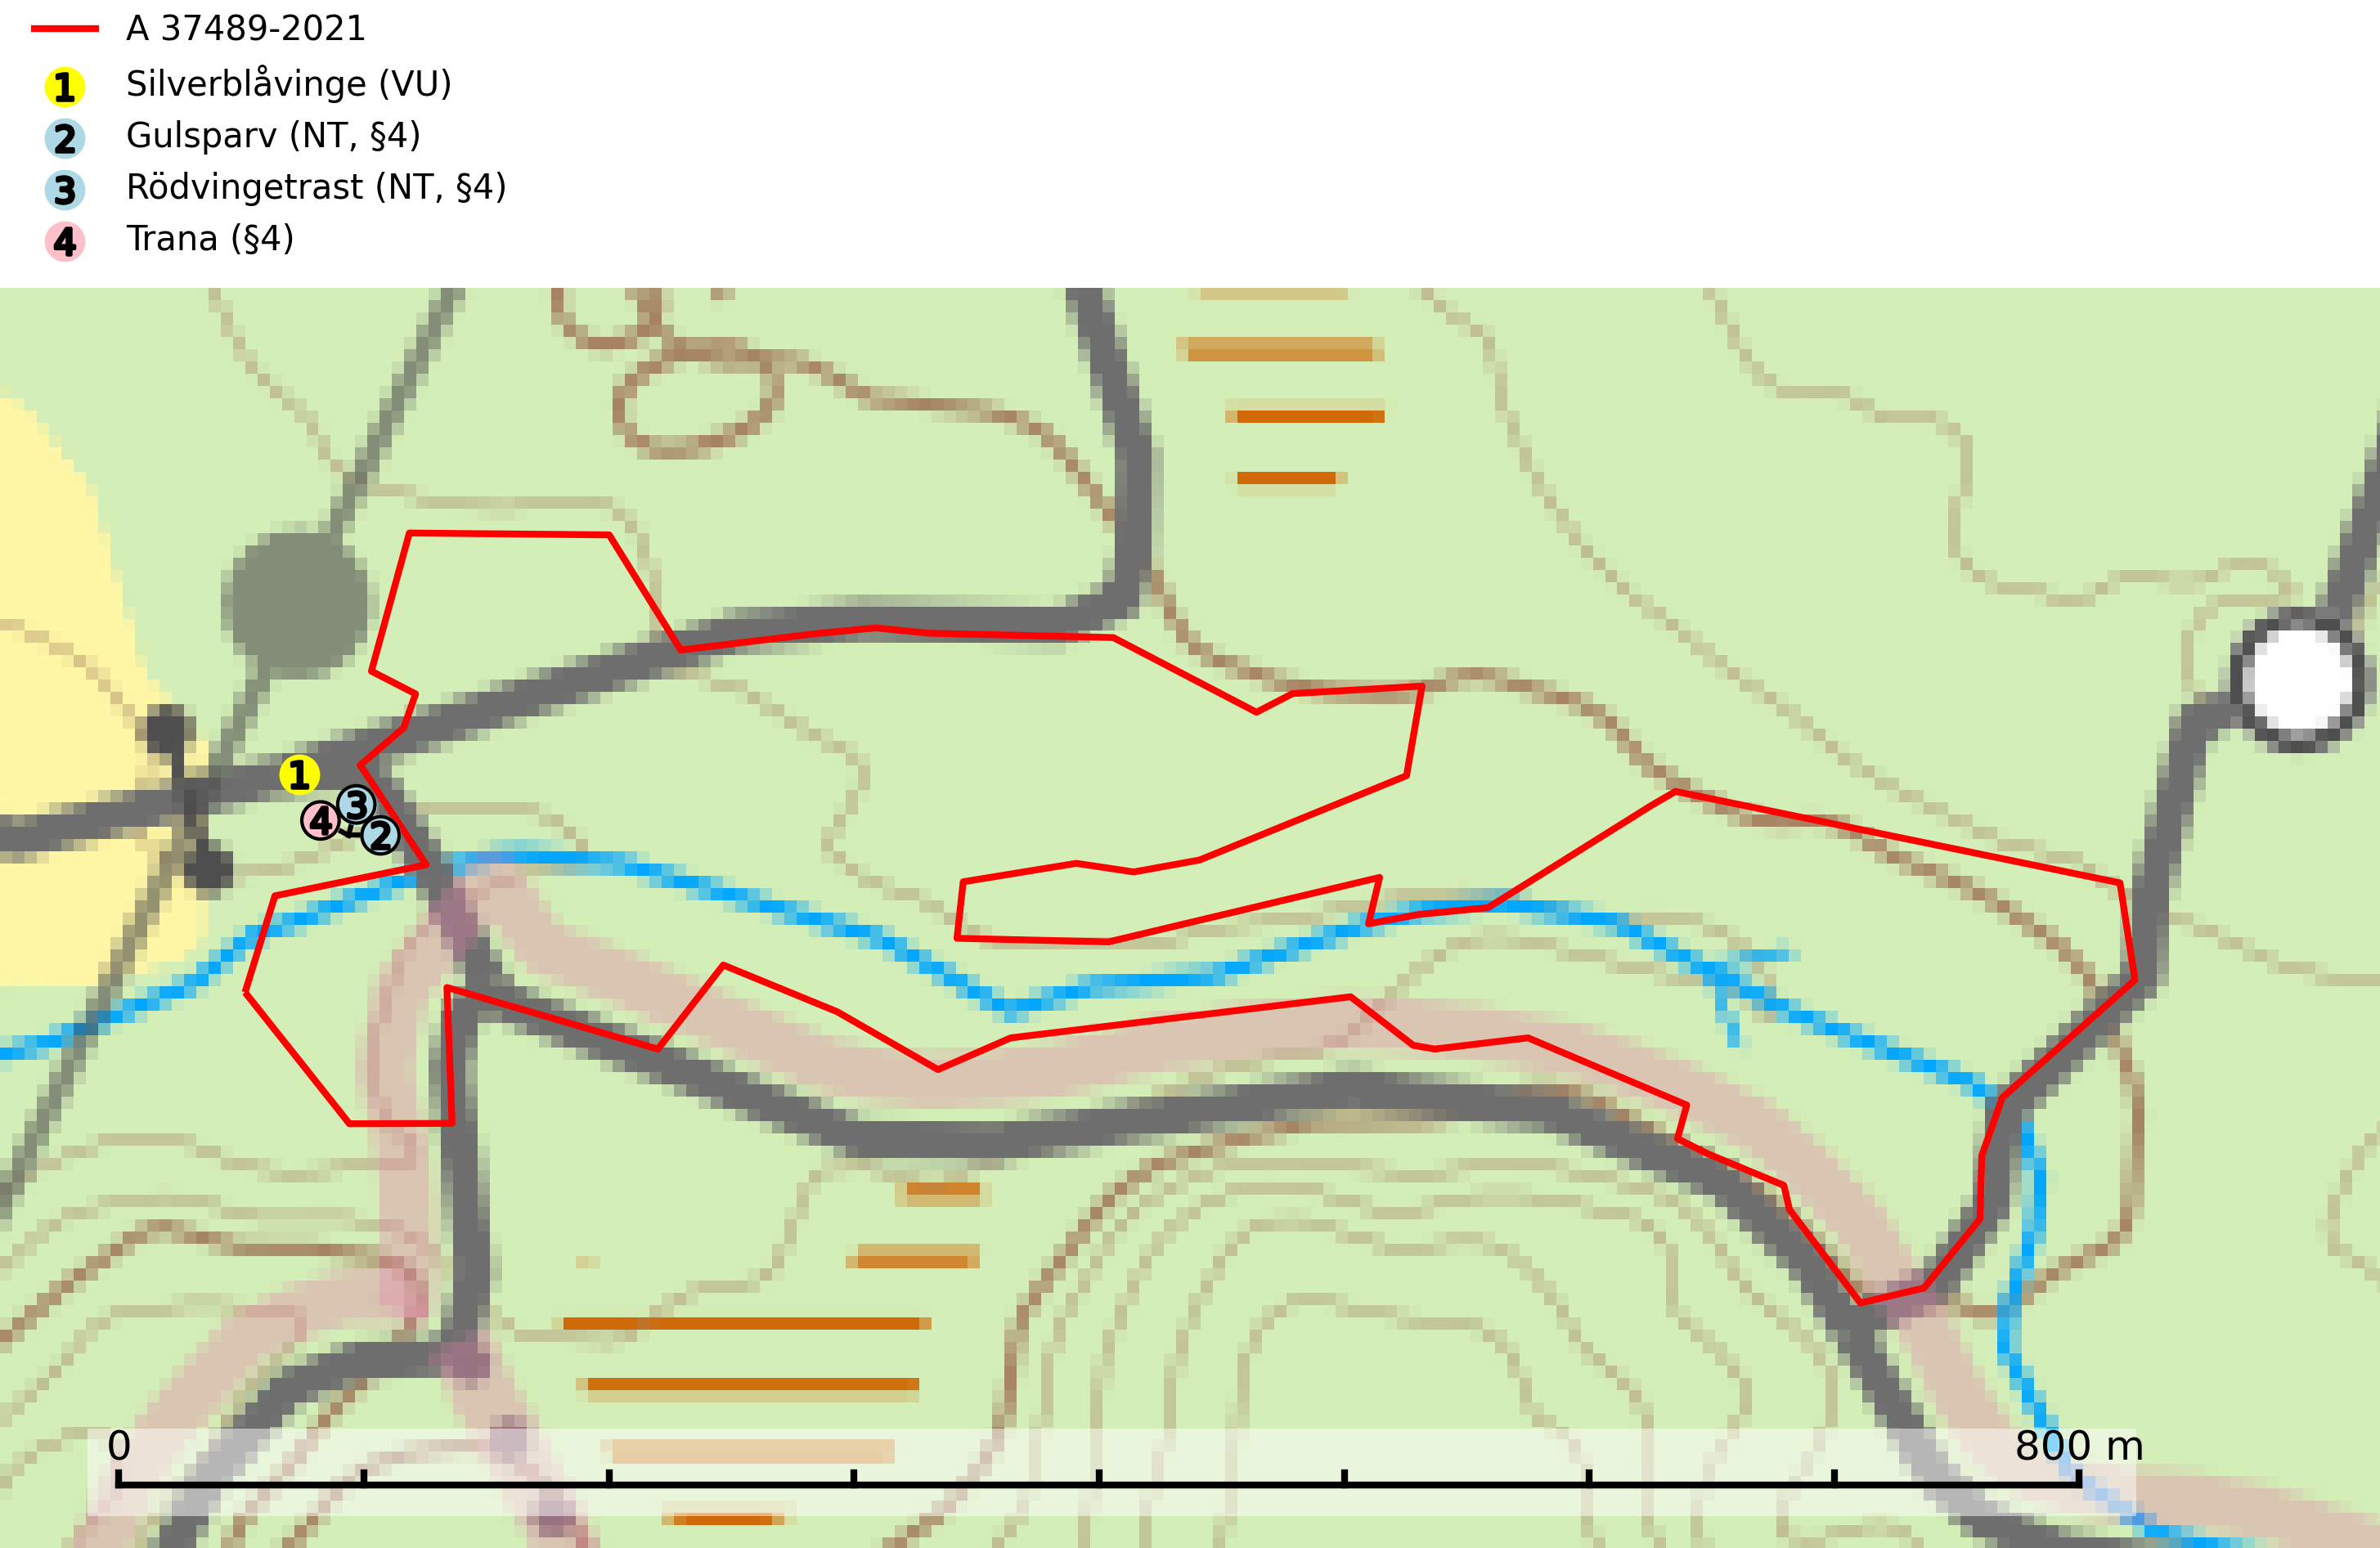 A 37489-2021
1 Silverblåvinge (VU)
2 Gulsparv (NT, §4)
3 Rödvingetrast (NT, §4)
4 Trana (§4)
1
3
4
2
0 800 m